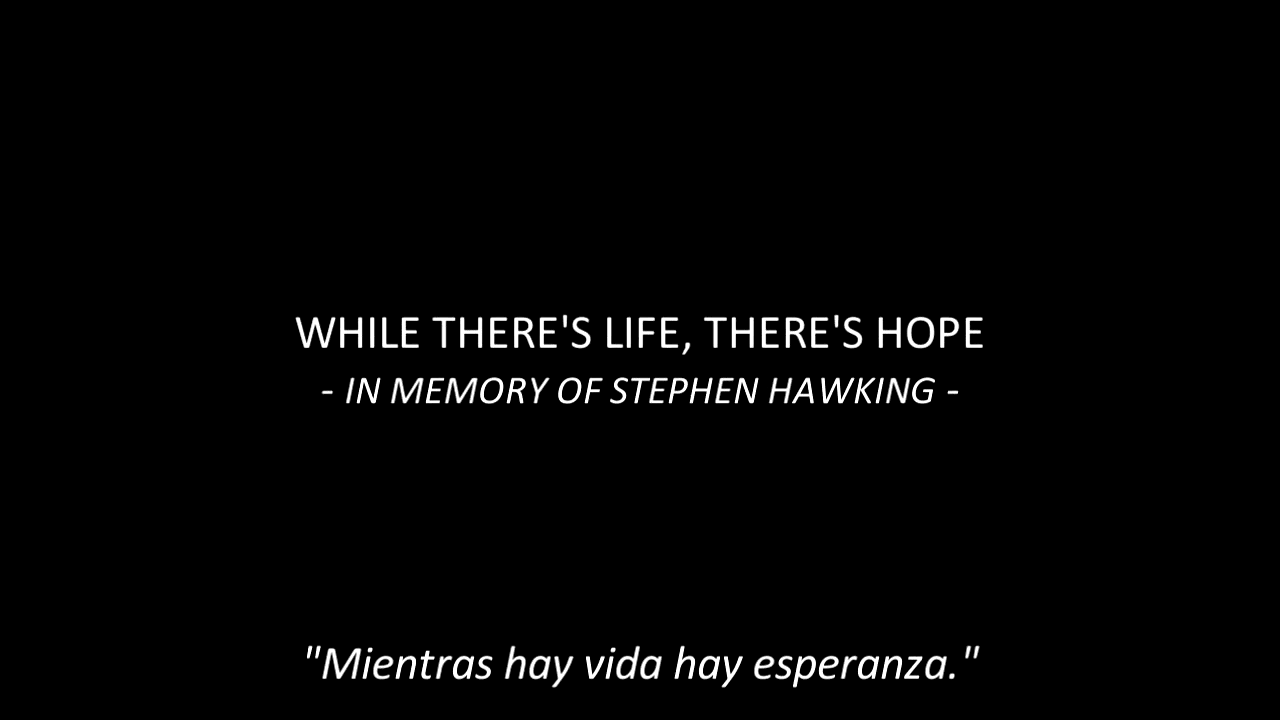 WHILE THERE'S LIFE, THERE'S HOPE
- IN MEMORY OF STEPHEN HAWKING -
"Mientras hay vida hay esperanza."